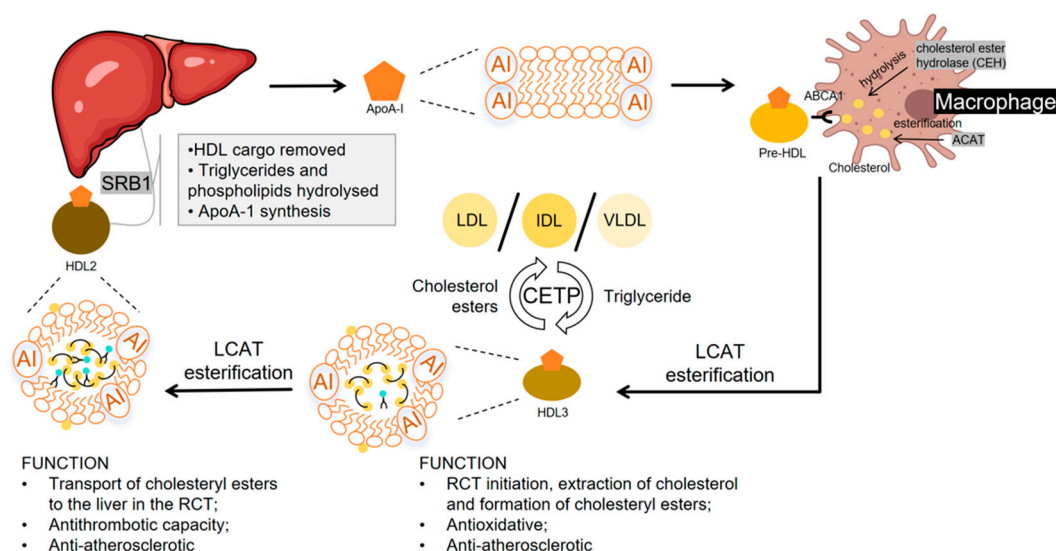 AI
AI
AI
AI
ApoA-I
hydrolysis
cholesterol ester
hydrolase (CEH)
ABCA1
Macrophage
Pre-HDL
esterification
ACAT
Cholesterol
SRB1
•HDL cargo removed
• Triglycerides and
phospholipids hydrolysed
• ApoA-1 synthesis
HDL2
LDL
IDL
VLDL
Cholesterol
esters
CETP
Triglyceride
AI
AI
AI
LCAT
esterification
AI
AI
AI
HDL3
LCAT
esterification
FUNCTION
• Transport of cholesteryl esters
to the liver in the RCT;
• Antithrombotic capacity;
• Anti-atherosclerotic
FUNCTION
• RCT initiation, extraction of cholesterol
and formation of cholesteryl esters;
• Antioxidative;
• Anti-atherosclerotic